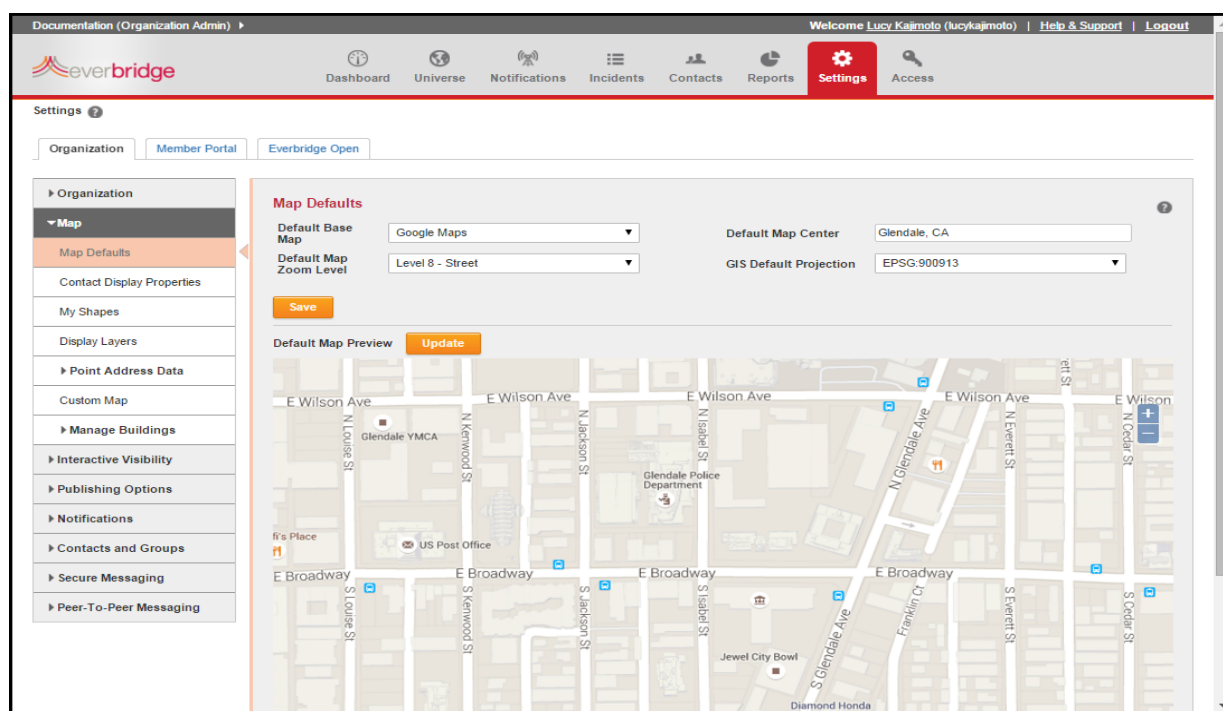 Documentation (Organization Admin)
Welcome Lucy Kajimoto (lucykajimoto) | Help & Support | Logout
everbridge
Dashboard
Universe
Notifications
Incidents
Contacts
Reports
Settings
Access
Settings
Organization
Member Portal
Everbridge Open
Organization
Map
Map Defaults
Contact Display Properties
My Shapes
Display Layers
Point Address Data
Custom Map
Manage Buildings
Interactive Visibility
Publishing Options
Notifications
Contacts and Groups
Secure Messaging
Peer-To-Peer Messaging
Map Defaults
Default Base Map
Google Maps
Default Map Center
Glendale, CA
Default Map Zoom Level
Level 8 - Street
GIS Default Projection
EPSG:900913
Save
Default Map Preview
Update
ett St
E Wilson Ave
E Wilson Ave
E Wilson Ave
E Wilson Ave
E Wilson
N Louise St
Glendale YMCA
N Kenwood St
N Jackson St
N Isabel St
N Glendale Ave
N Everett St
N Cedar St
Glendale Police Department
fi's Place
US Post Office
E Broadway
E Broadway
E Broadway
E Broadway
S Louise St
S Kenwood St
S Jackson St
S Isabel St
S Glendale Ave
Franklin Ct
S Everett St
S Cedar St
Jewel City Bowl
Diamond Honda